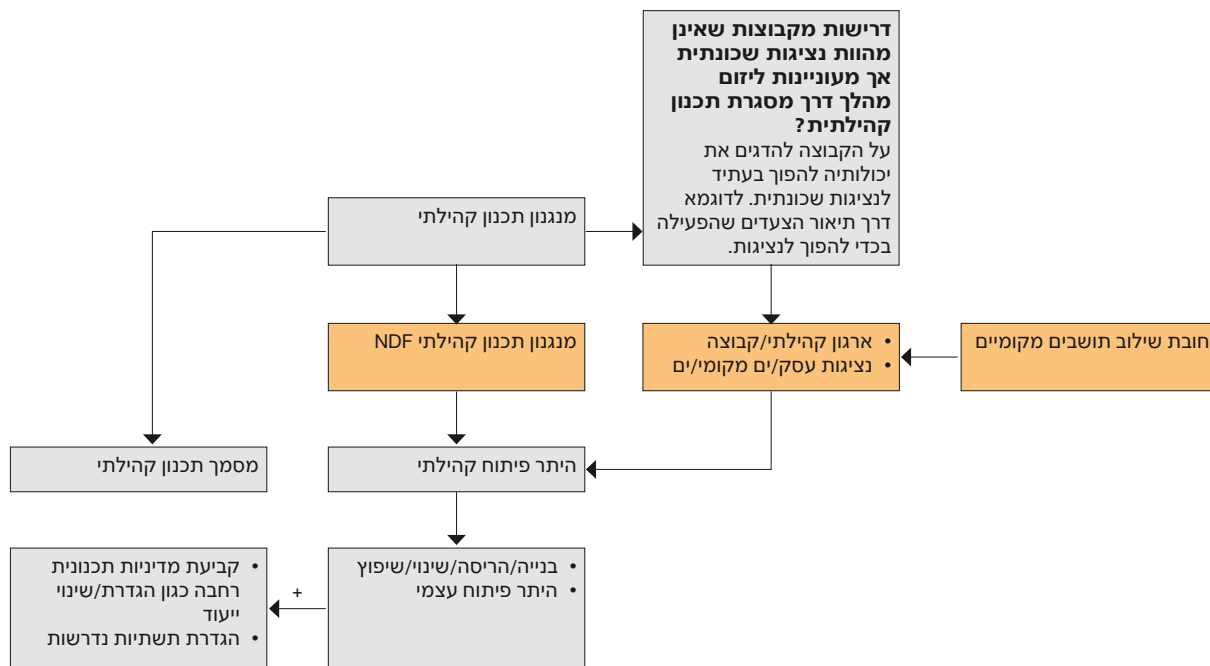 דרישות מקבוצות שאינן
מהוות נציגות שכונתית
אך מעוניינות ליזום
מהלך דרך מסגרת תכנון
קהילתית?
על הקבוצה להדגים את
יכולותיה להפוך בעתיד
לנציגות שכונתית. לדוגמא
דרך תיאור הצעדים שהפעילה
בכדי להפוך לנציגות.
מנגנון תכנון קהילתי
חובת שילוב תושבים מקומיים
• ארגון קהילתי/קבוצה
• נציגות עסק/ים מקומי/ים
מנגנון תכנון קהילתי NDF
היתר פיתוח קהילתי
מסמך תכנון קהילתי
• בנייה/הריסה/שינוי/שיפוץ
• היתר פיתוח עצמי
+
• קביעת מדיניות תכנונית
רחבה כגון הגדרת/שינוי
ייעוד
• הגדרת תשתיות נדרשות